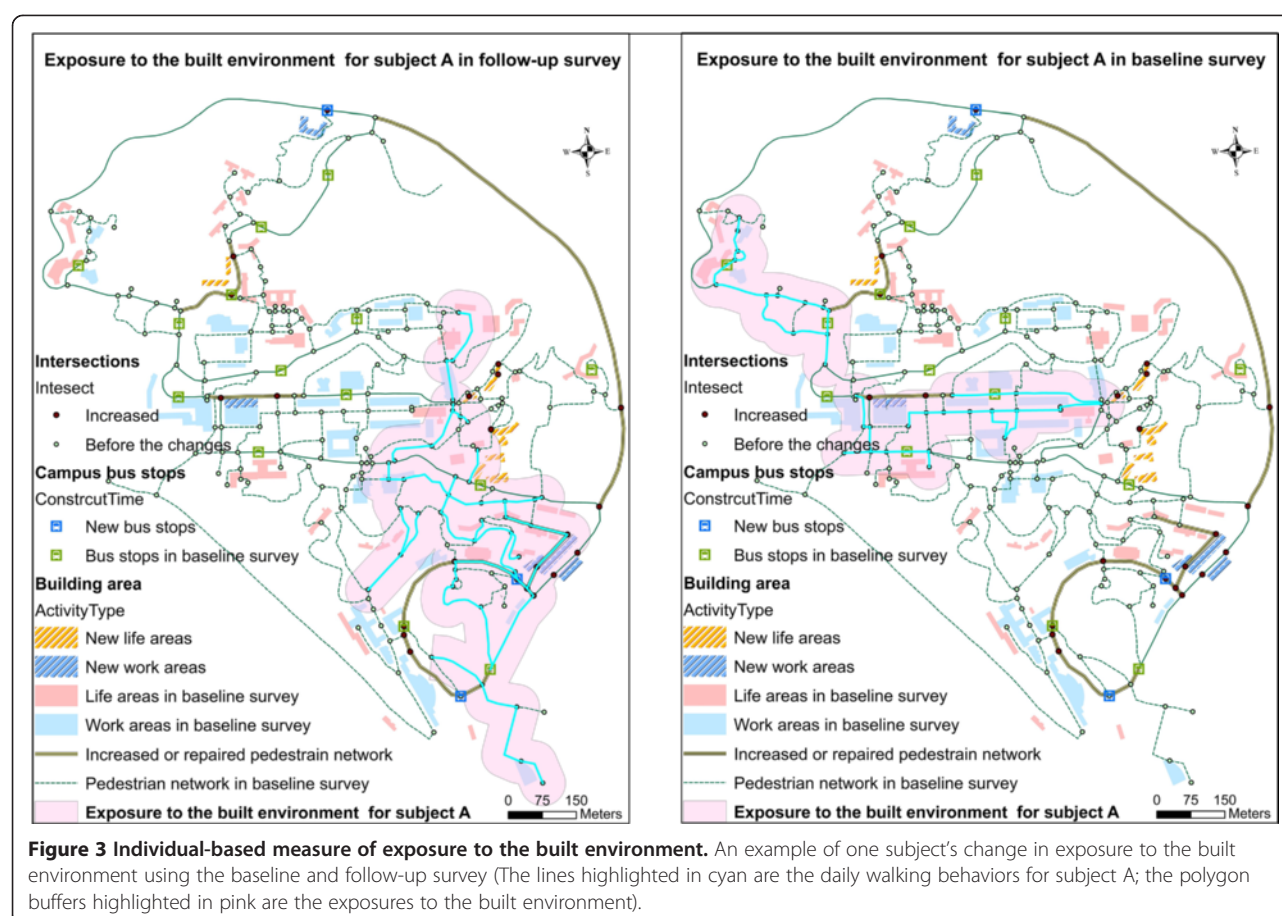 Exposure to the built environment for subject A in follow-up survey
N
W E
S
Intersections
Intesect
Increased
Before the changes
Campus bus stops
ConstrcutTime
New bus stops
Bus stops in baseline survey
Building area
ActivityType
New life areas
New work areas
Life areas in baseline survey
Work areas in baseline survey
Increased or repaired pedestrain network
Pedestrian network in baseline survey
Exposure to the built environment for subject A
0 75 150
Meters
Exposure to the built environment for subject A in baseline survey
N
W E
S
Intersections
Intesect
Increased
Before the changes
Campus bus stops
ConstrcutTime
New bus stops
Bus stops in baseline survey
Building area
ActivityType
New life areas
New work areas
Life areas in baseline survey
Work areas in baseline survey
Increased or repaired pedestrain network
Pedestrian network in baseline survey
Exposure to the built environment for subject A
0 75 150
Meters
Figure 3 Individual-based measure of exposure to the built environment. An example of one subject's change in exposure to the built
environment using the baseline and follow-up survey (The lines highlighted in cyan are the daily walking behaviors for subject A; the polygon
buffers highlighted in pink are the exposures to the built environment).